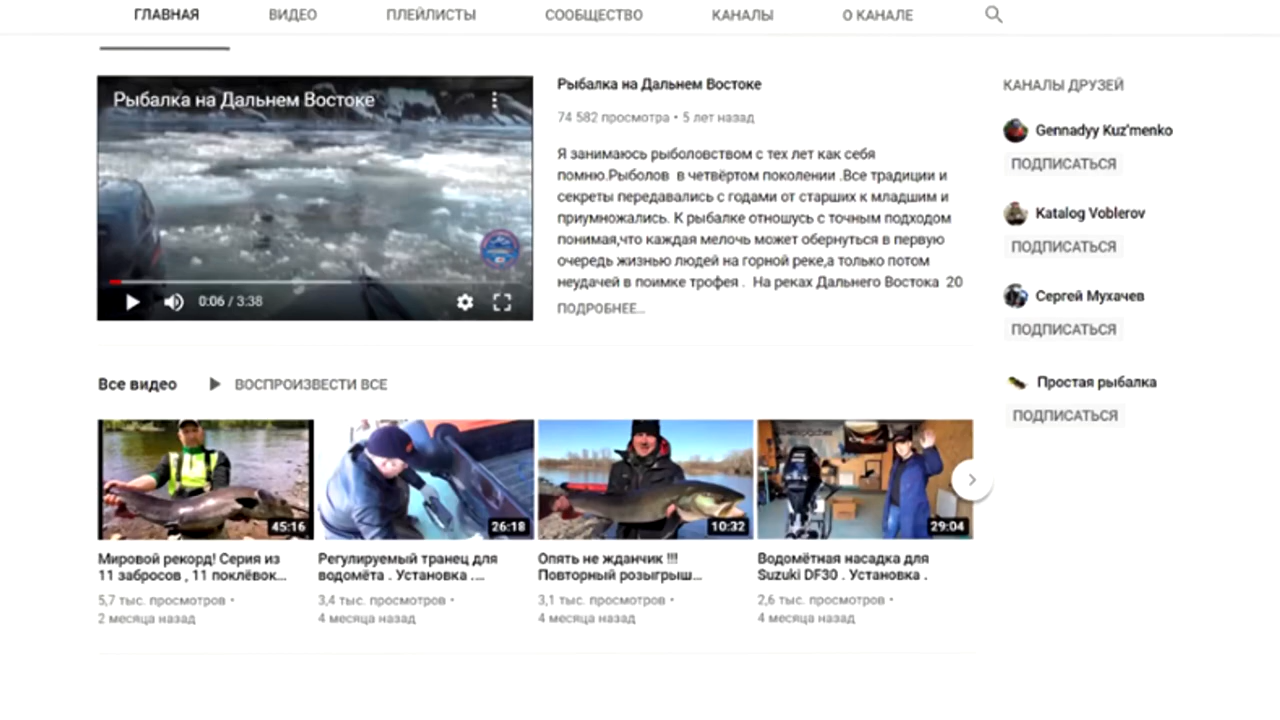 ГЛАВНАЯ ВИДЕО ПЛЕЙЛИСТЫ СООБЩЕСТВО КАНАЛЫ О КАНАЛЕ
Рыбалка на Дальнем Востоке
0:06 / 3:38
Рыбалка на Дальнем Востоке
74 582 просмотра • 5 лет назад
Я занимаюсь рыболовством с тех лет как себя
помню.Рыболов в четвёртом поколении .Все традиции и
секреты передавались с годами от старших к младшим и
приумножались. К рыбалке отношусь с точным подходом
понимая,что каждая мелочь может обернуться в первую
очередь жизнью людей на горной реке,а только потом
неудачей в поимке трофея . На реках Дальнего Востока 20
ПОДРОБНЕЕ...
КАНАЛЫ ДРУЗЕЙ
Gennadyy Kuz'menko
ПОДПИСАТЬСЯ
Katalog Voblerov
ПОДПИСАТЬСЯ
Сергей Мухачев
ПОДПИСАТЬСЯ
Простая рыбалка
ПОДПИСАТЬСЯ
Все видео ВОСПРОИЗВЕСТИ ВСЕ
45:16
Мировой рекорд! Серия из
11 забросов , 11 поклёвок...
5,7 тыс. просмотров •
2 месяца назад
26:18
Регулируемый транец для
водомёта . Установка ....
3,4 тыс. просмотров •
4 месяца назад
10:32
Опять не жданчик !!!
Повторный розыгрыш...
3,1 тыс. просмотров •
4 месяца назад
29:04
Водомётная насадка для
Suzuki DF30 . Установка .
2,6 тыс. просмотров •
4 месяца назад